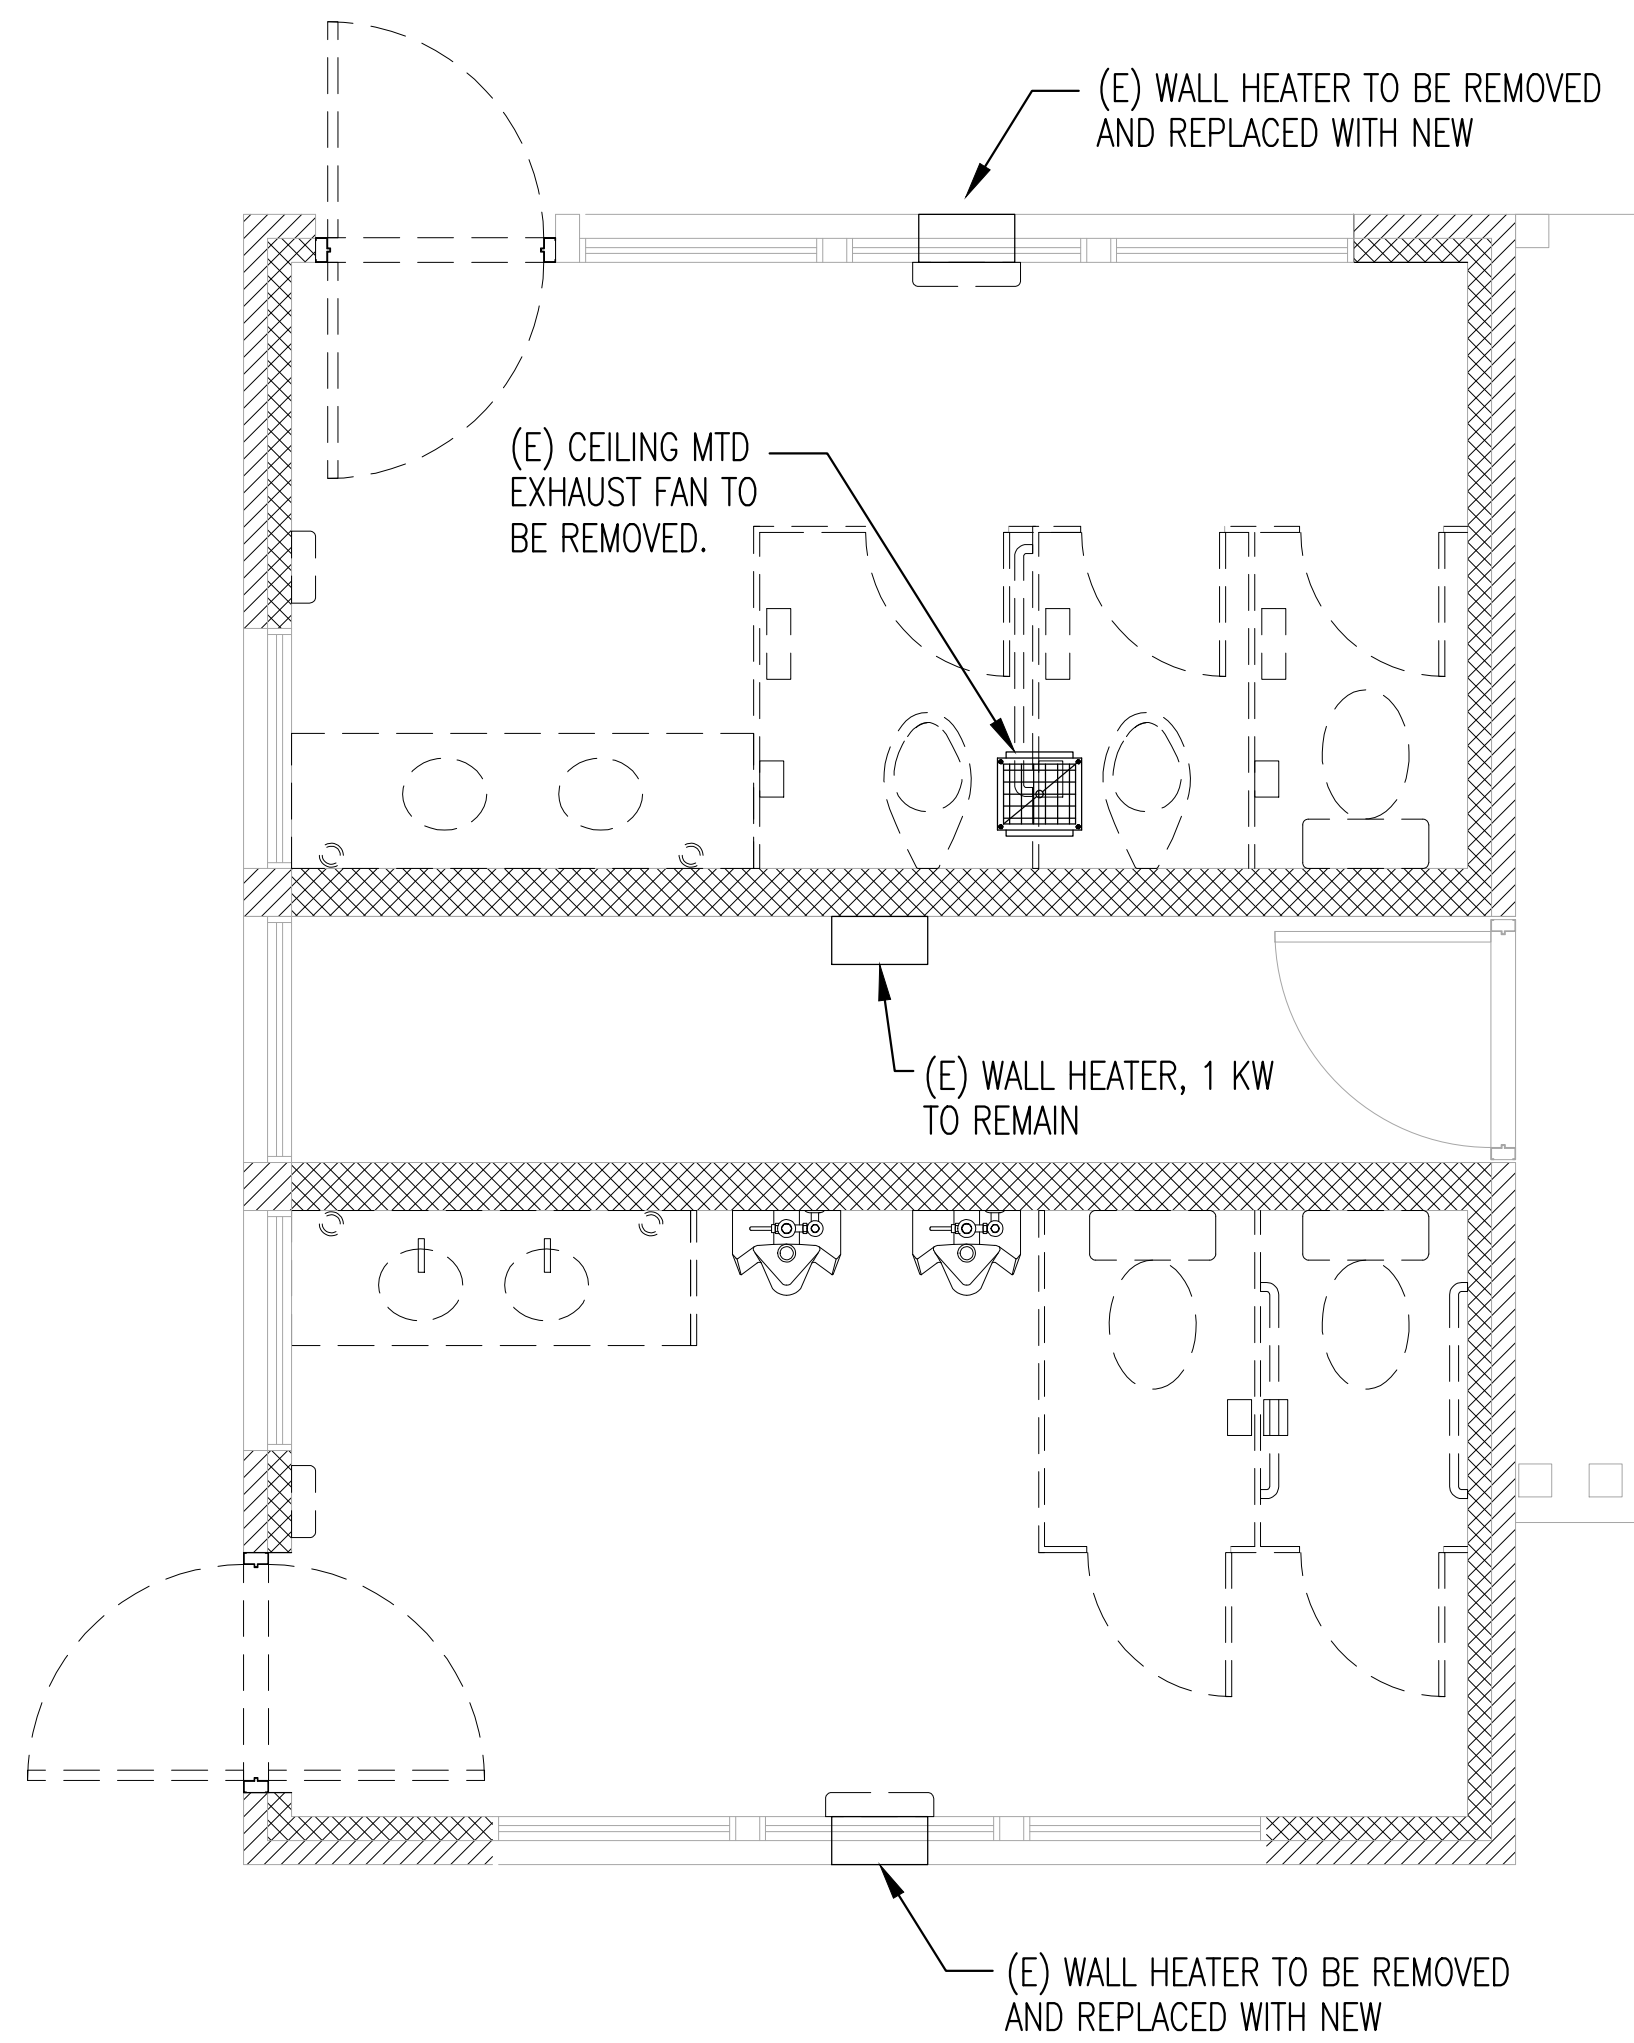 (E) WALL HEATER TO BE REMOVED
AND REPLACED WITH NEW
(E) CEILING MTD
EXHAUST FAN TO
BE REMOVED.
(E) WALL HEATER, 1 KW
TO REMAIN
(E) WALL HEATER TO BE REMOVED
AND REPLACED WITH NEW